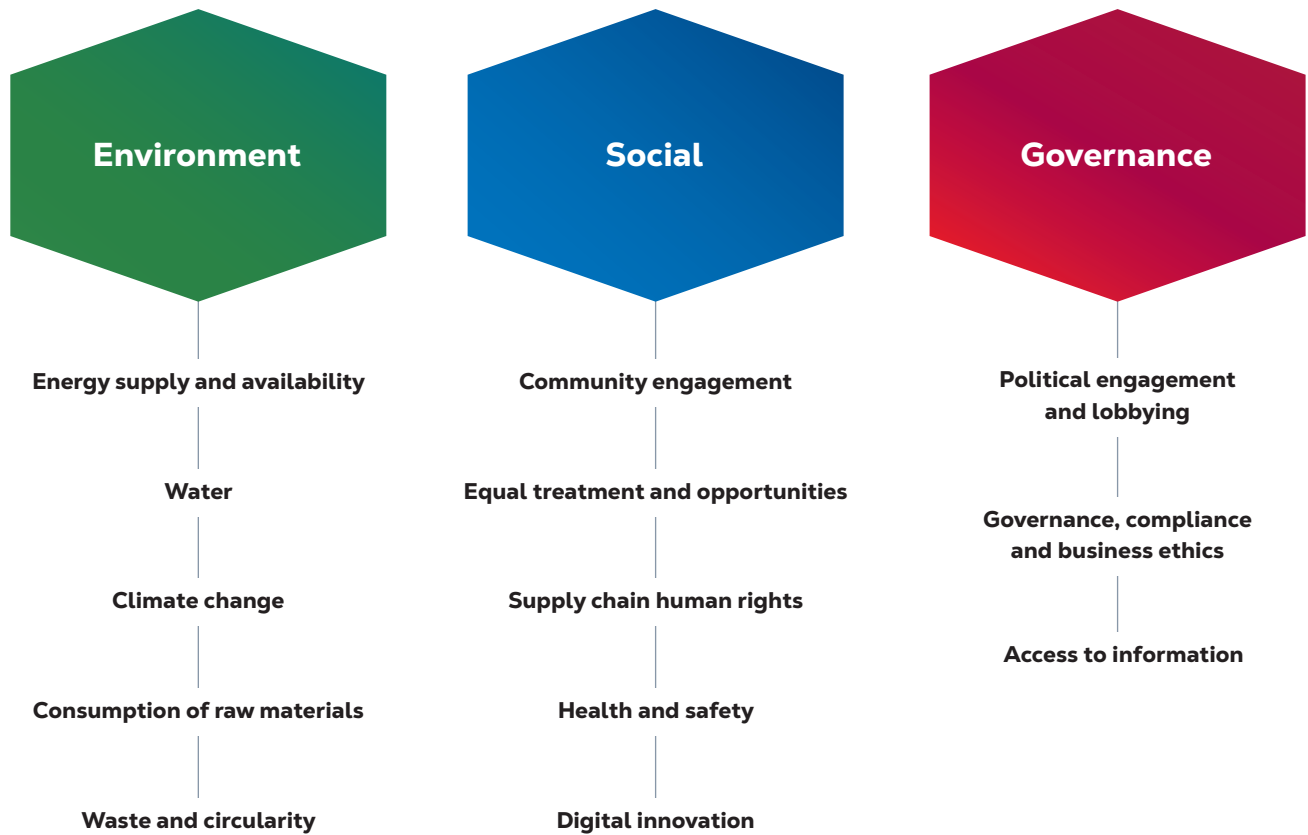 Environment
Energy supply and availability
Water
Climate change
Consumption of raw materials
Waste and circularity
Social
Community engagement
Equal treatment and opportunities
Supply chain human rights
Health and safety
Digital innovation
Governance
Political engagement
and lobbying
Governance, compliance
and business ethics
Access to information